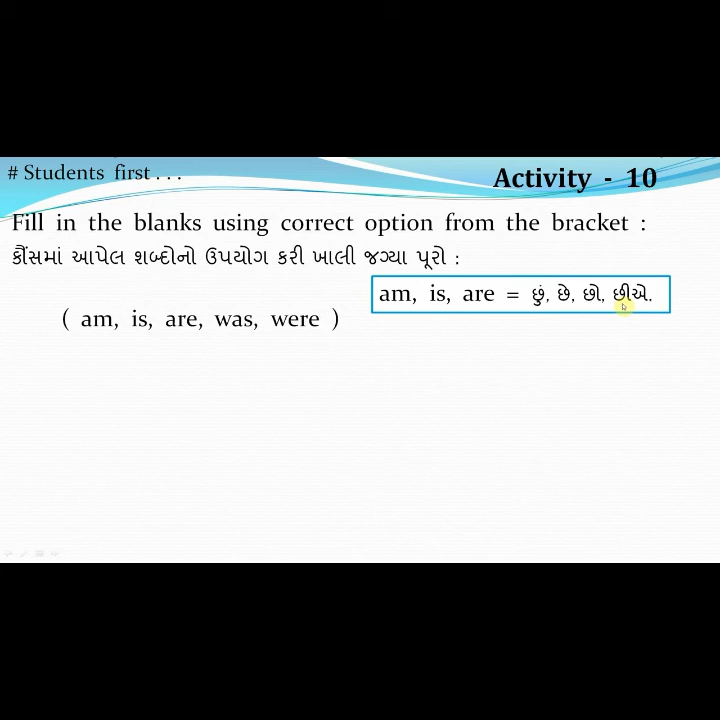 # Students first . . .
Activity - 10
Fill in the blanks using correct option from the bracket :
કૌંસમાં આપેલ શબ્દોનો ઉપયોગ કરી ખાલી જગ્યા પૂરો :
am, is, are = છું, છે, છો, છીએ.
( am, is, are, was, were )